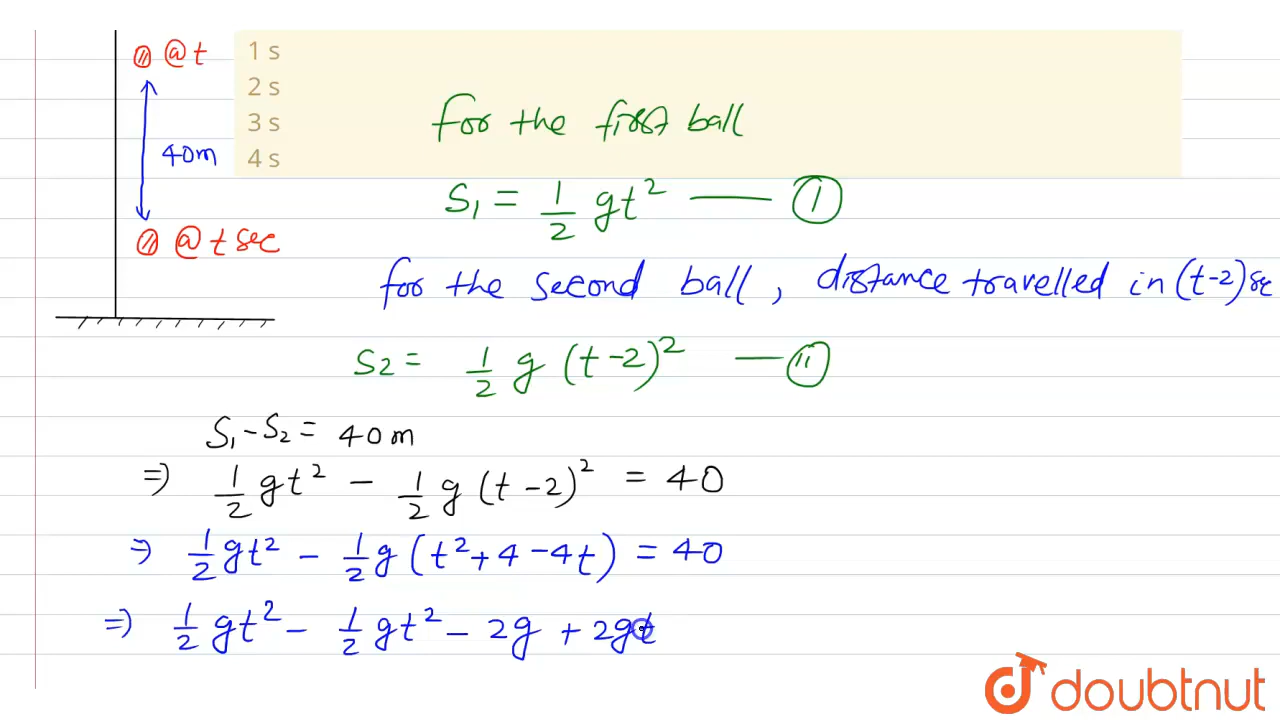 @ t
1 s
2 s
3 s
4 s
40m
@ t sec
For the first ball
S₁ = 1/2 gt² —— ①
for the second ball, distance travelled in (t-2) sec
S2 = 1/2 g (t-2)² — ⑪
S₁ - S₂ = 40 m
⇒ 1/2 gt² - 1/2 g (t-2)² = 40
⇒ 1/2 gt² - 1/2 g (t² + 4 - 4t) = 40
⇒ 1/2 gt² - 1/2 gt² - 2g + 2gt
doubtnut